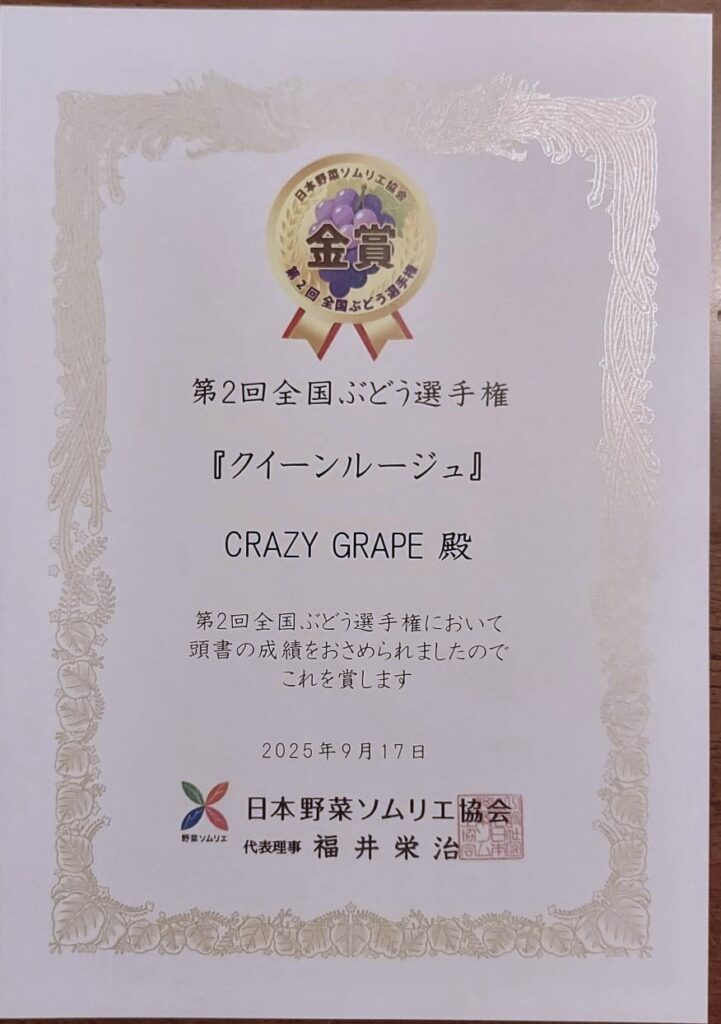 日本野菜ソムリエ協会
金賞
第2回 全国ぶどう選手権
第2回全国ぶどう選手権
『クイーンルージュ』
CRAZY GRAPE 殿
第2回全国ぶどう選手権において
頭書の成績をおさめられましたので
これを賞します
2025年9月17日
野菜ソムリエ
日本野菜ソムリエ協会
代表理事 福井栄治